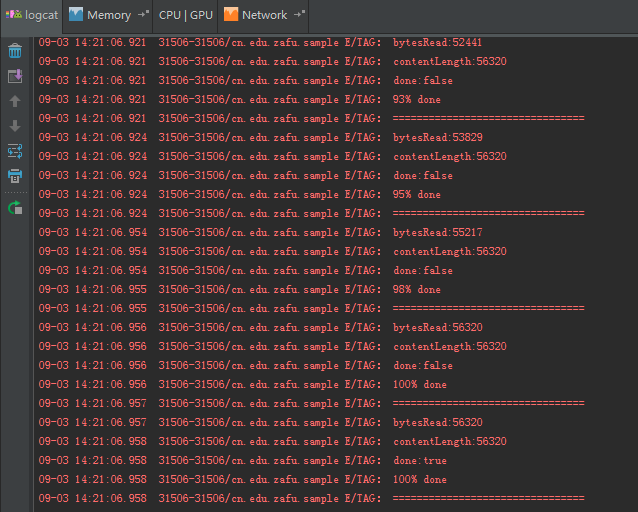 logcat Memory CPU | GPU Network
09-03 14:21:06.921 31506-31506/cn.edu.zafu.sample E/TAG: bytesRead:52441
09-03 14:21:06.921 31506-31506/cn.edu.zafu.sample E/TAG: contentLength:56320
09-03 14:21:06.921 31506-31506/cn.edu.zafu.sample E/TAG: done:false
09-03 14:21:06.921 31506-31506/cn.edu.zafu.sample E/TAG: 93% done
09-03 14:21:06.921 31506-31506/cn.edu.zafu.sample E/TAG: ================================
09-03 14:21:06.924 31506-31506/cn.edu.zafu.sample E/TAG: bytesRead:53829
09-03 14:21:06.924 31506-31506/cn.edu.zafu.sample E/TAG: contentLength:56320
09-03 14:21:06.924 31506-31506/cn.edu.zafu.sample E/TAG: done:false
09-03 14:21:06.924 31506-31506/cn.edu.zafu.sample E/TAG: 95% done
09-03 14:21:06.924 31506-31506/cn.edu.zafu.sample E/TAG: ================================
09-03 14:21:06.954 31506-31506/cn.edu.zafu.sample E/TAG: bytesRead:55217
09-03 14:21:06.954 31506-31506/cn.edu.zafu.sample E/TAG: contentLength:56320
09-03 14:21:06.954 31506-31506/cn.edu.zafu.sample E/TAG: done:false
09-03 14:21:06.955 31506-31506/cn.edu.zafu.sample E/TAG: 98% done
09-03 14:21:06.955 31506-31506/cn.edu.zafu.sample E/TAG: ================================
09-03 14:21:06.956 31506-31506/cn.edu.zafu.sample E/TAG: bytesRead:56320
09-03 14:21:06.956 31506-31506/cn.edu.zafu.sample E/TAG: contentLength:56320
09-03 14:21:06.956 31506-31506/cn.edu.zafu.sample E/TAG: done:false
09-03 14:21:06.956 31506-31506/cn.edu.zafu.sample E/TAG: 100% done
09-03 14:21:06.957 31506-31506/cn.edu.zafu.sample E/TAG: ================================
09-03 14:21:06.957 31506-31506/cn.edu.zafu.sample E/TAG: bytesRead:56320
09-03 14:21:06.958 31506-31506/cn.edu.zafu.sample E/TAG: contentLength:56320
09-03 14:21:06.958 31506-31506/cn.edu.zafu.sample E/TAG: done:true
09-03 14:21:06.958 31506-31506/cn.edu.zafu.sample E/TAG: 100% done
09-03 14:21:06.958 31506-31506/cn.edu.zafu.sample E/TAG: ================================